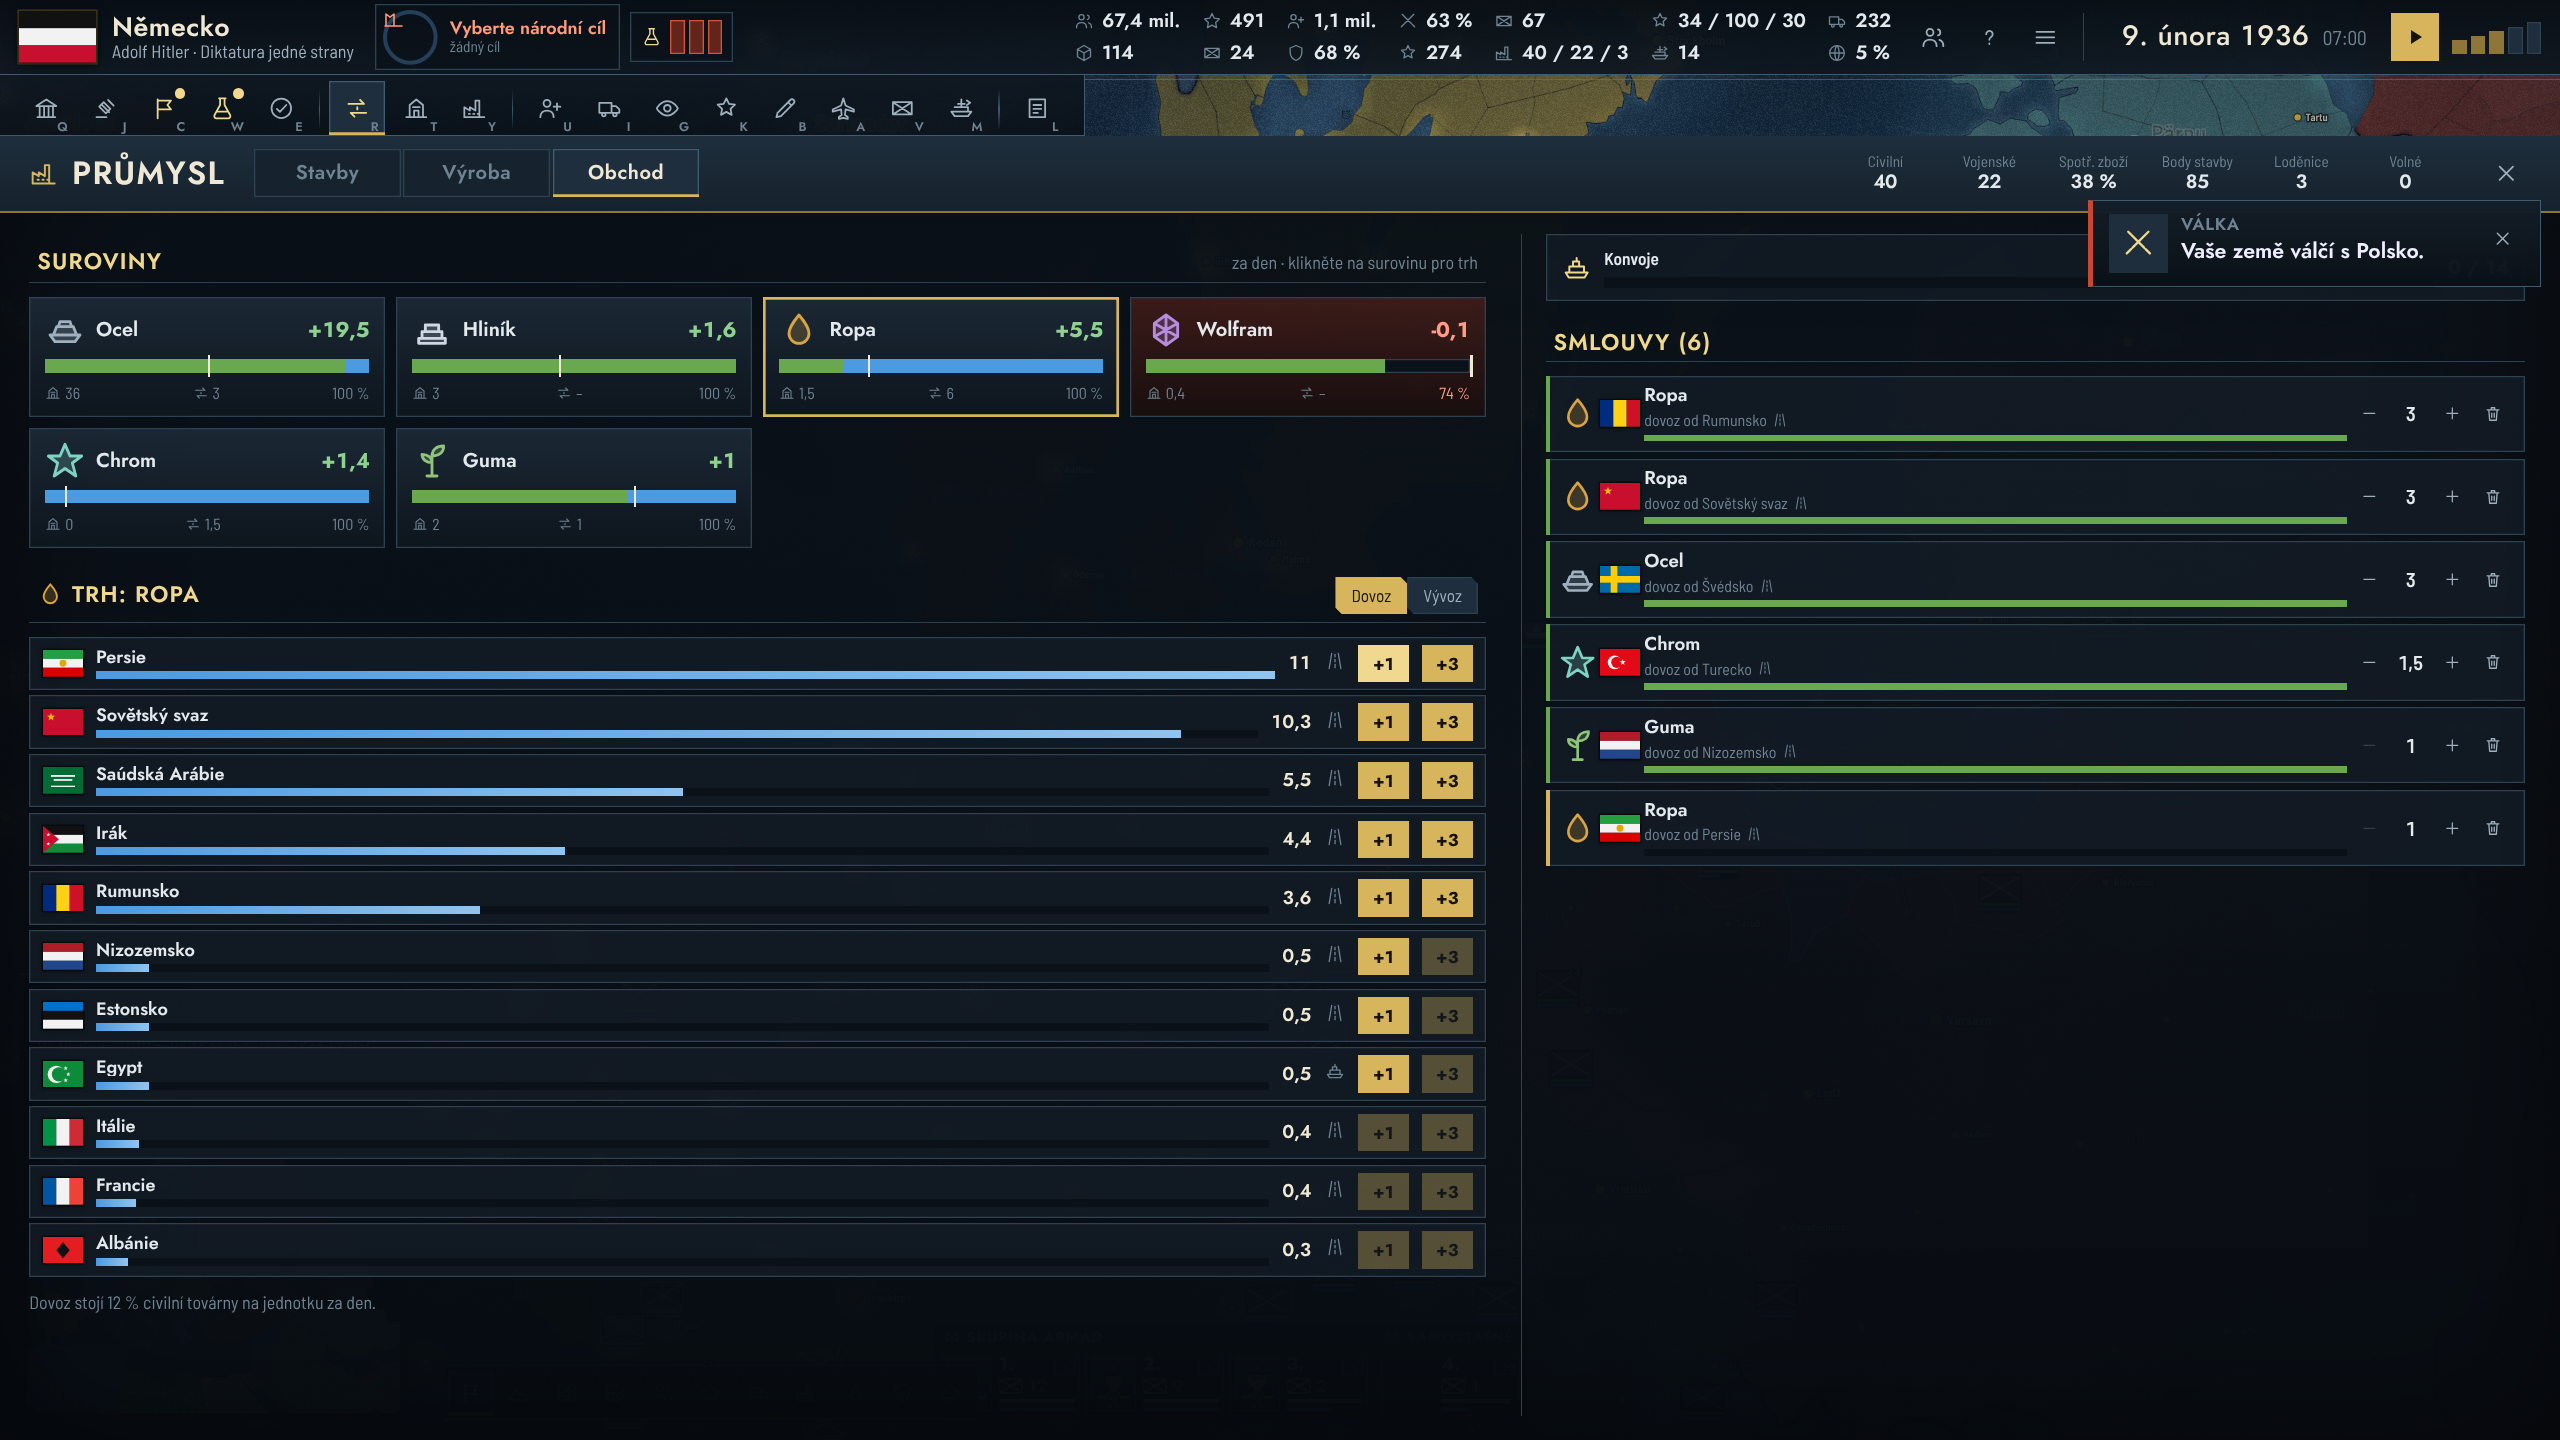 Německo
Adolf Hitler · Diktatura jedné strany
Vyberte národní cíl
žádný cíl
67,4 mil. 491 1,1 mil. 63 % 67 34 / 100 / 30 232
114 24 68 % 274 40 / 22 / 3 14 5 %
?
9. února 1936 07:00
Q J C W E R T Y U I G K B A V M L
Tartu
Pärnu
PRŮMYSL
Stavby
Výroba
Obchod
Civilní Vojenské Spotř. zboží Body stavby Loděnice Volné
40 22 38 % 85 3 0
VÁLKA
Vaše země válčí s Polsko.
SUROVINY
za den · klikněte na surovinu pro trh
Ocel +19,5
36 3 100 %
Hliník +1,6
3 – 100 %
Ropa +5,5
1,5 6 100 %
Wolfram -0,1
0,4 – 74 %
Chrom +1,4
0 1,5 100 %
Guma +1
2 1 100 %
TRH: ROPA
Dovoz Vývoz
Persie 11 +1 +3
Sovětský svaz 10,3 +1 +3
Saúdská Arábie 5,5 +1 +3
Irák 4,4 +1 +3
Rumunsko 3,6 +1 +3
Nizozemsko 0,5 +1 +3
Estonsko 0,5 +1 +3
Egypt 0,5 +1 +3
Itálie 0,4 +1 +3
Francie 0,4 +1 +3
Albánie 0,3 +1 +3
Dovoz stojí 12 % civilní továrny na jednotku za den.
Konvoje
0 / 14
SMLOUVY (6)
Ropa
dovoz od Rumunsko
− 3 +
Ropa
dovoz od Sovětský svaz
− 3 +
Ocel
dovoz od Švédsko
− 3 +
Chrom
dovoz od Turecko
− 1,5 +
Guma
dovoz od Nizozemsko
− 1 +
Ropa
dovoz od Persie
− 1 +